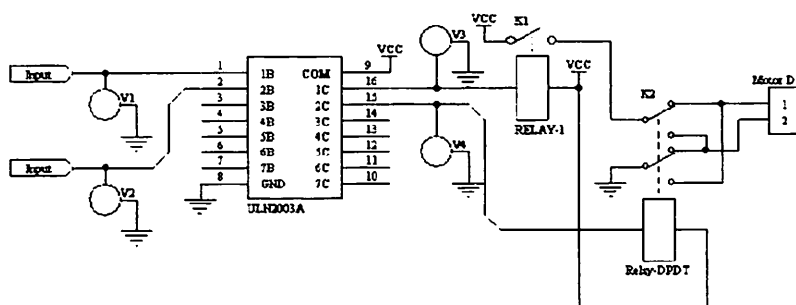 VCC
K1
V3
VCC
Input
V1
1
2
3
4
5
6
7
8
1B
2B
3B
4B
5B
6B
7B
GND
COM
1C
2C
3C
4C
5C
6C
7C
9
16
15
14
13
12
11
10
ULN2003A
VCC
RELAY-1
K2
Motor D
1
2
V4
Input
V2
Relay-DPDT